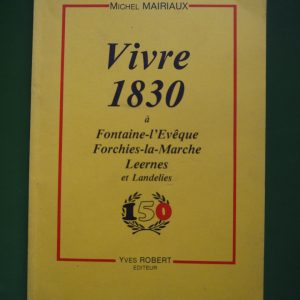 MICHEL MAIRIAUX
Vivre
1830
à
Fontaine-l'Evêque
Forchies-la-Marche
Leernes
et Landelies
150
YVES ROBERT
EDITEUR